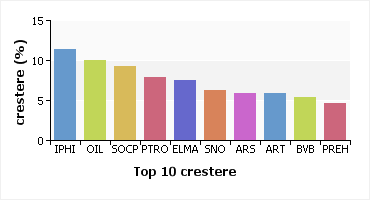 crestere (%)
15
10
5
0
IPHI OIL SOCP PTRO ELMA SNO ARS ART BVB PREH
Top 10 crestere